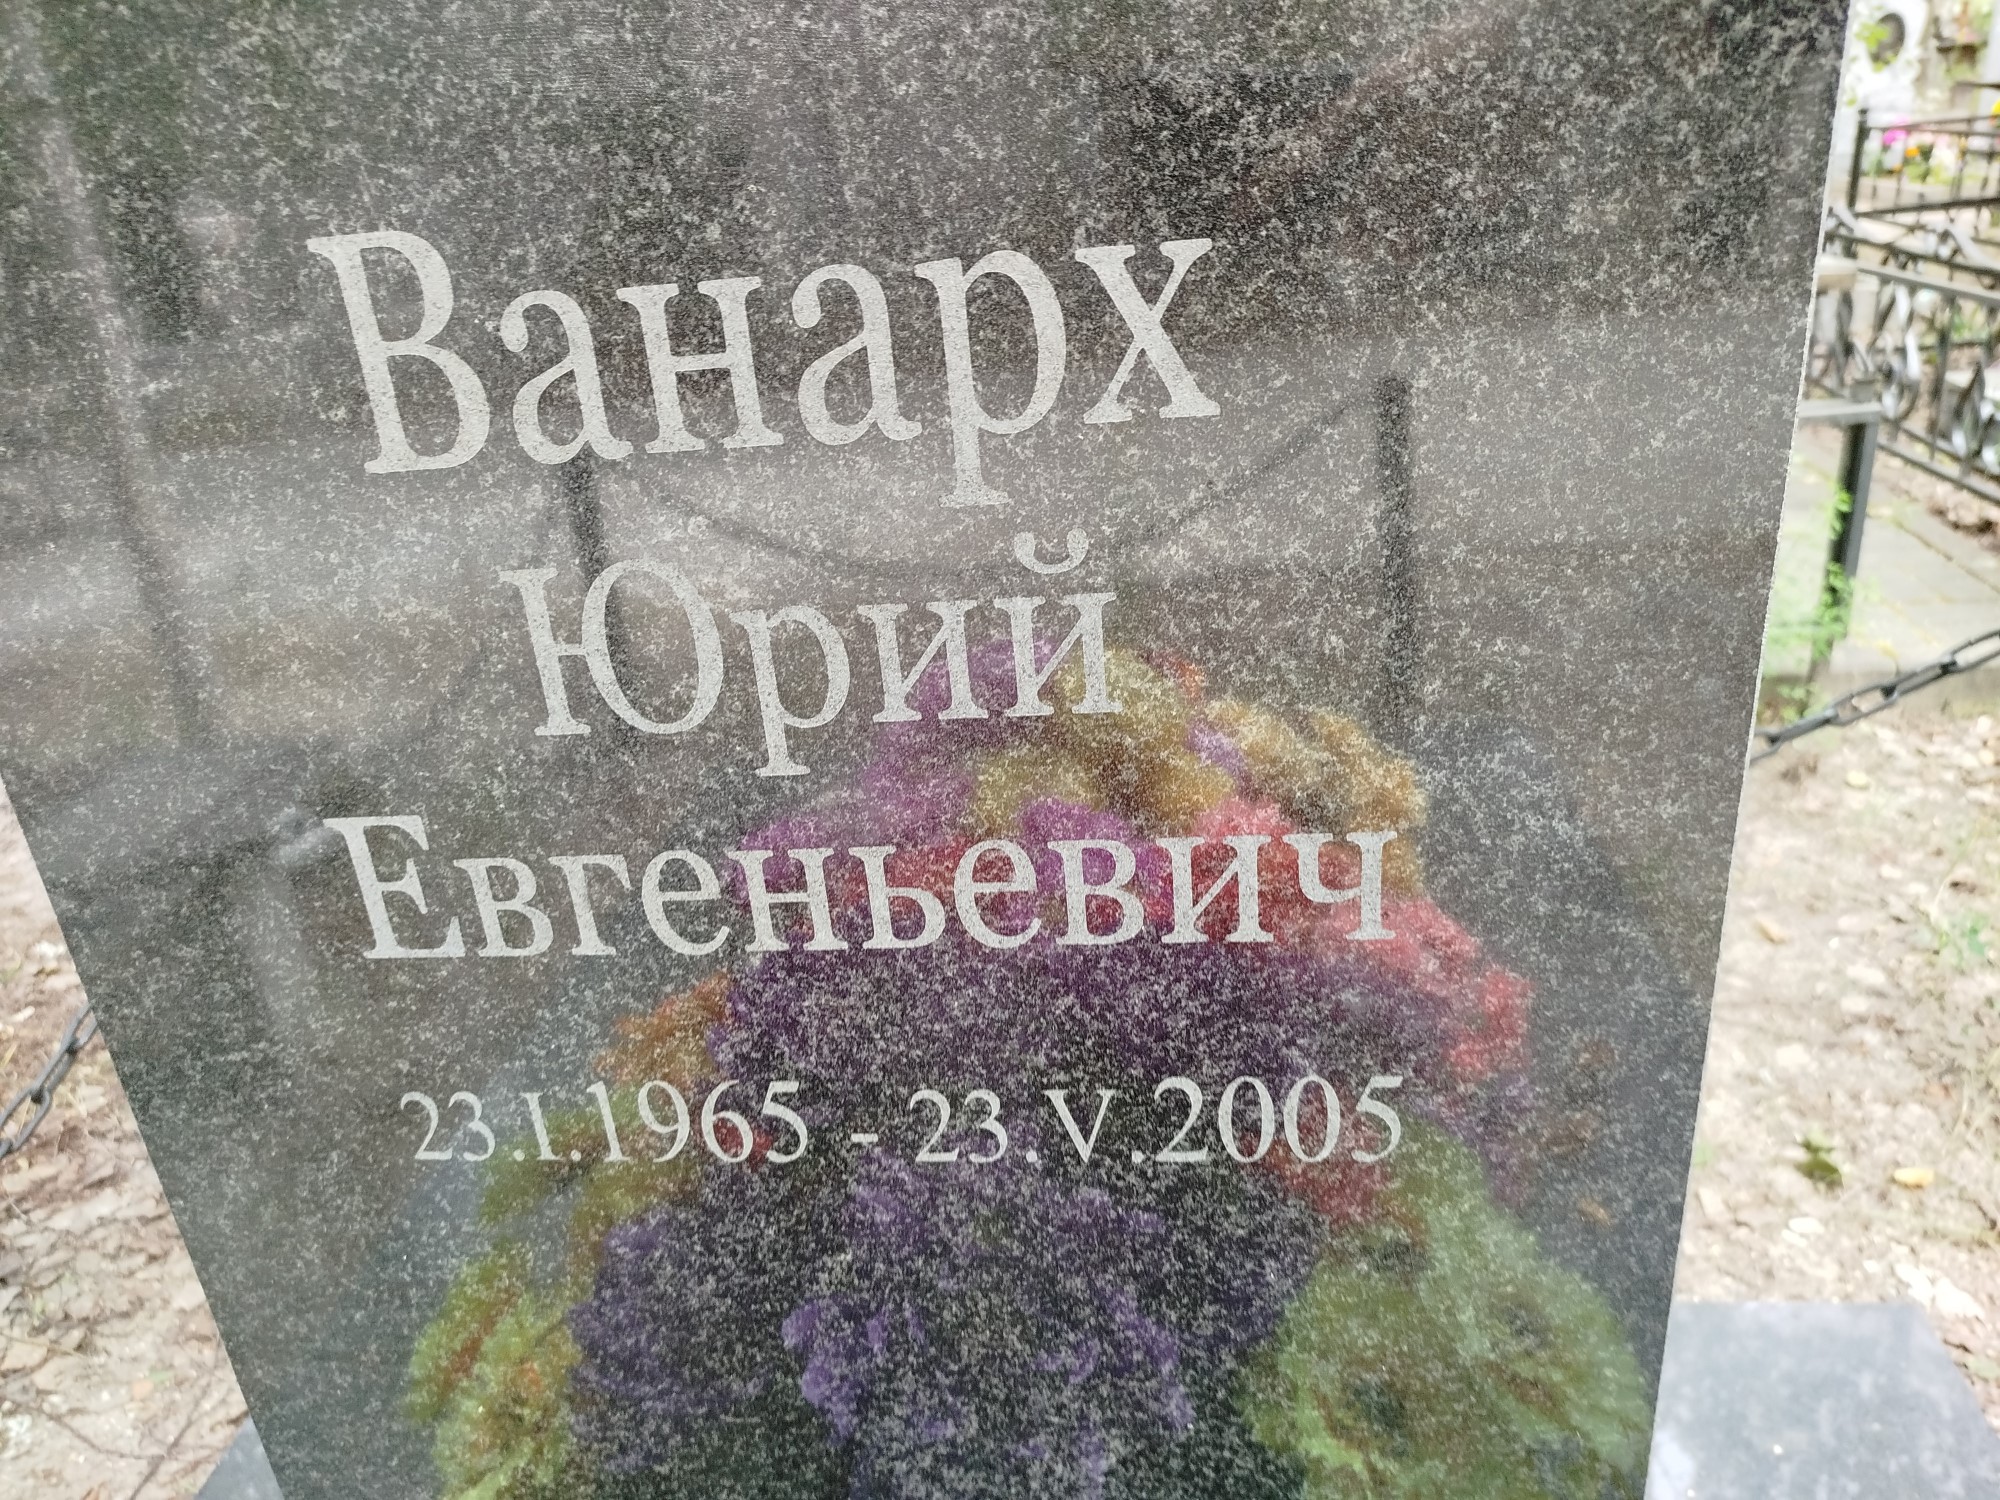 Ванарх
Юрий
Евгеньевич
23.I.1965 - 23.V.2005